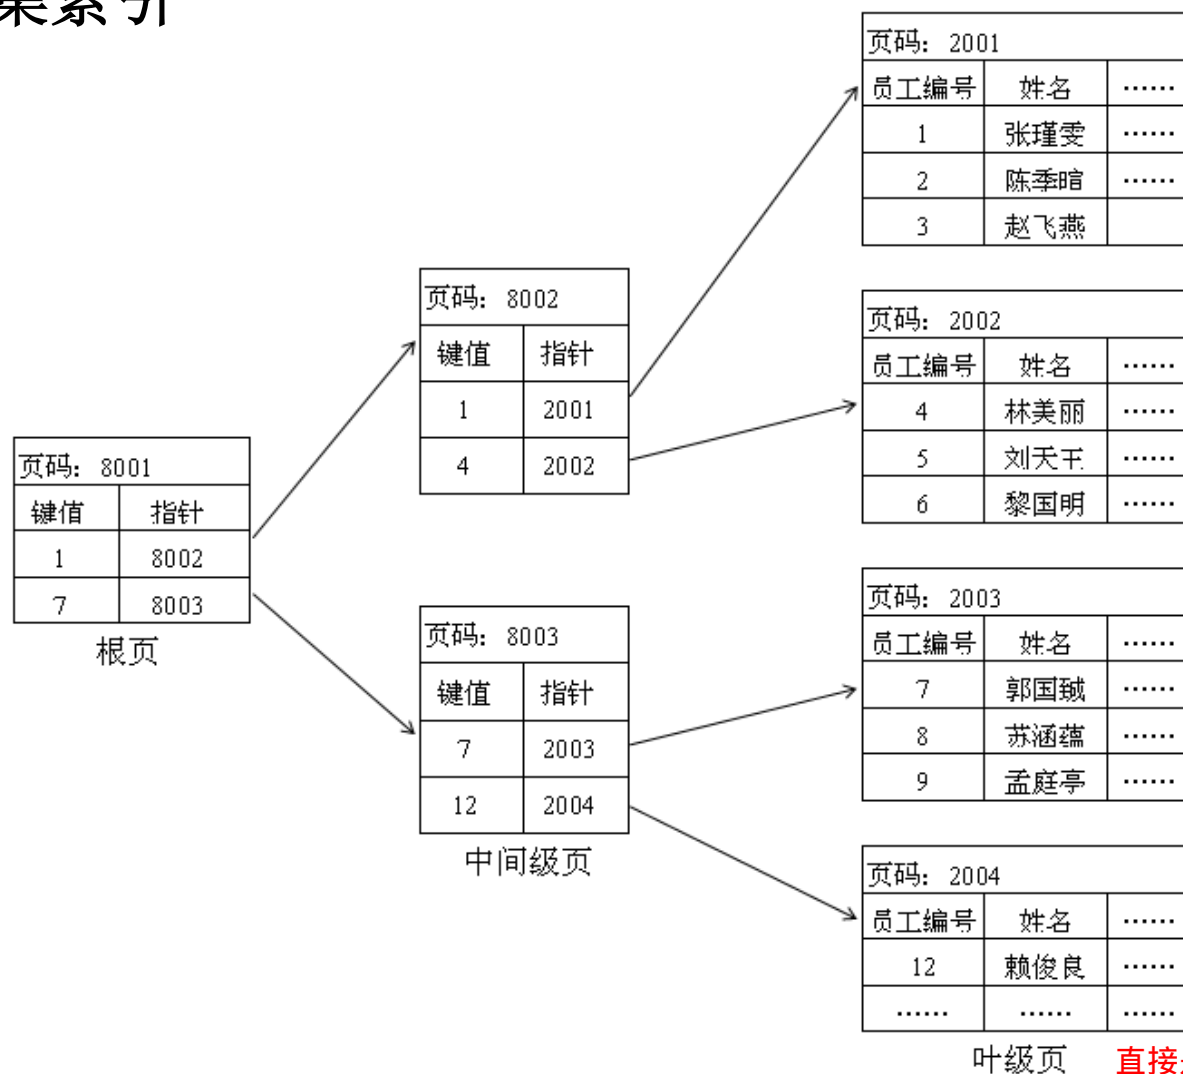 集索引
页码：8001
键值 指针
1 8002
7 8003
根页
页码：8002
键值 指针
1 2001
4 2002
页码：8003
键值 指针
7 2003
12 2004
中间级页
页码：2001
员工编号 姓名 ……
1 张瑾雯 ……
2 陈季暄 ……
3 赵飞燕
页码：2002
员工编号 姓名 ……
4 林美丽 ……
5 刘天王 ……
6 黎国明 ……
页码：2003
员工编号 姓名 ……
7 郭国臹 ……
8 苏涵蕴 ……
9 孟庭亭 ……
页码：2004
员工编号 姓名 ……
12 赖俊良 ……
…… …… ……
叶级页 直接